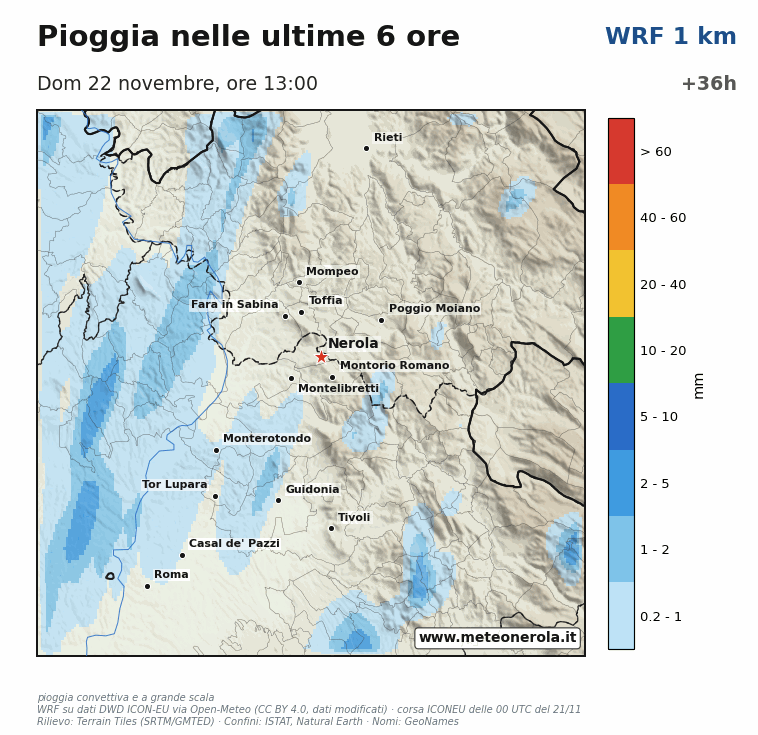 Pioggia nelle ultime 6 ore
WRF 1 km
Dom 22 novembre, ore 13:00
+36h
Rieti
Mompeo
Fara in Sabina
Toffia
Poggio Moiano
Nerola
Montorio Romano
Montelibretti
Monterotondo
Tor Lupara
Guidonia
Tivoli
Casal de' Pazzi
Roma
www.meteonerola.it
> 60
40 - 60
20 - 40
10 - 20
5 - 10
2 - 5
1 - 2
0.2 - 1
mm
pioggia convettiva e a grande scala
WRF su dati DWD ICON-EU via Open-Meteo (CC BY 4.0, dati modificati) · corsa ICONEU delle 00 UTC del 21/11
Rilievo: Terrain Tiles (SRTM/GMTED) · Confini: ISTAT, Natural Earth · Nomi: GeoNames